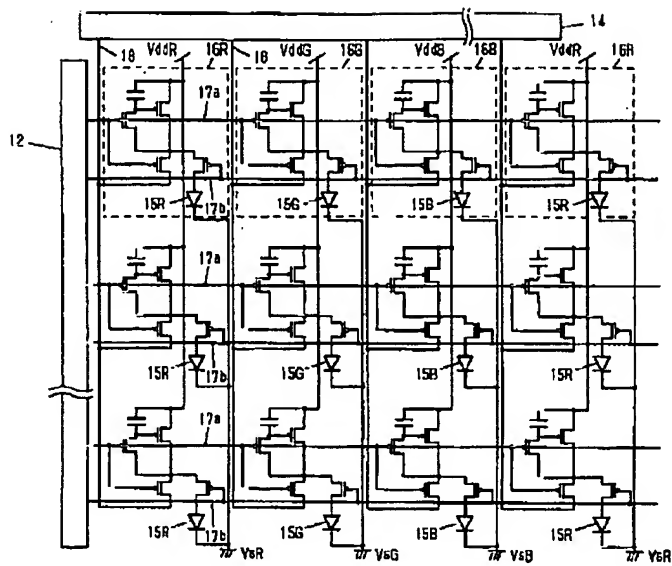 14
18 VddR 16R 18 VddG 16G VddB 16B VddR 16R
12
17a
15R 17b 15G 15B 15R
17a
15R 17b 15G 15B 15R
17a
15R 17b 15G 15B 15R
VsR VsG VsB VsR